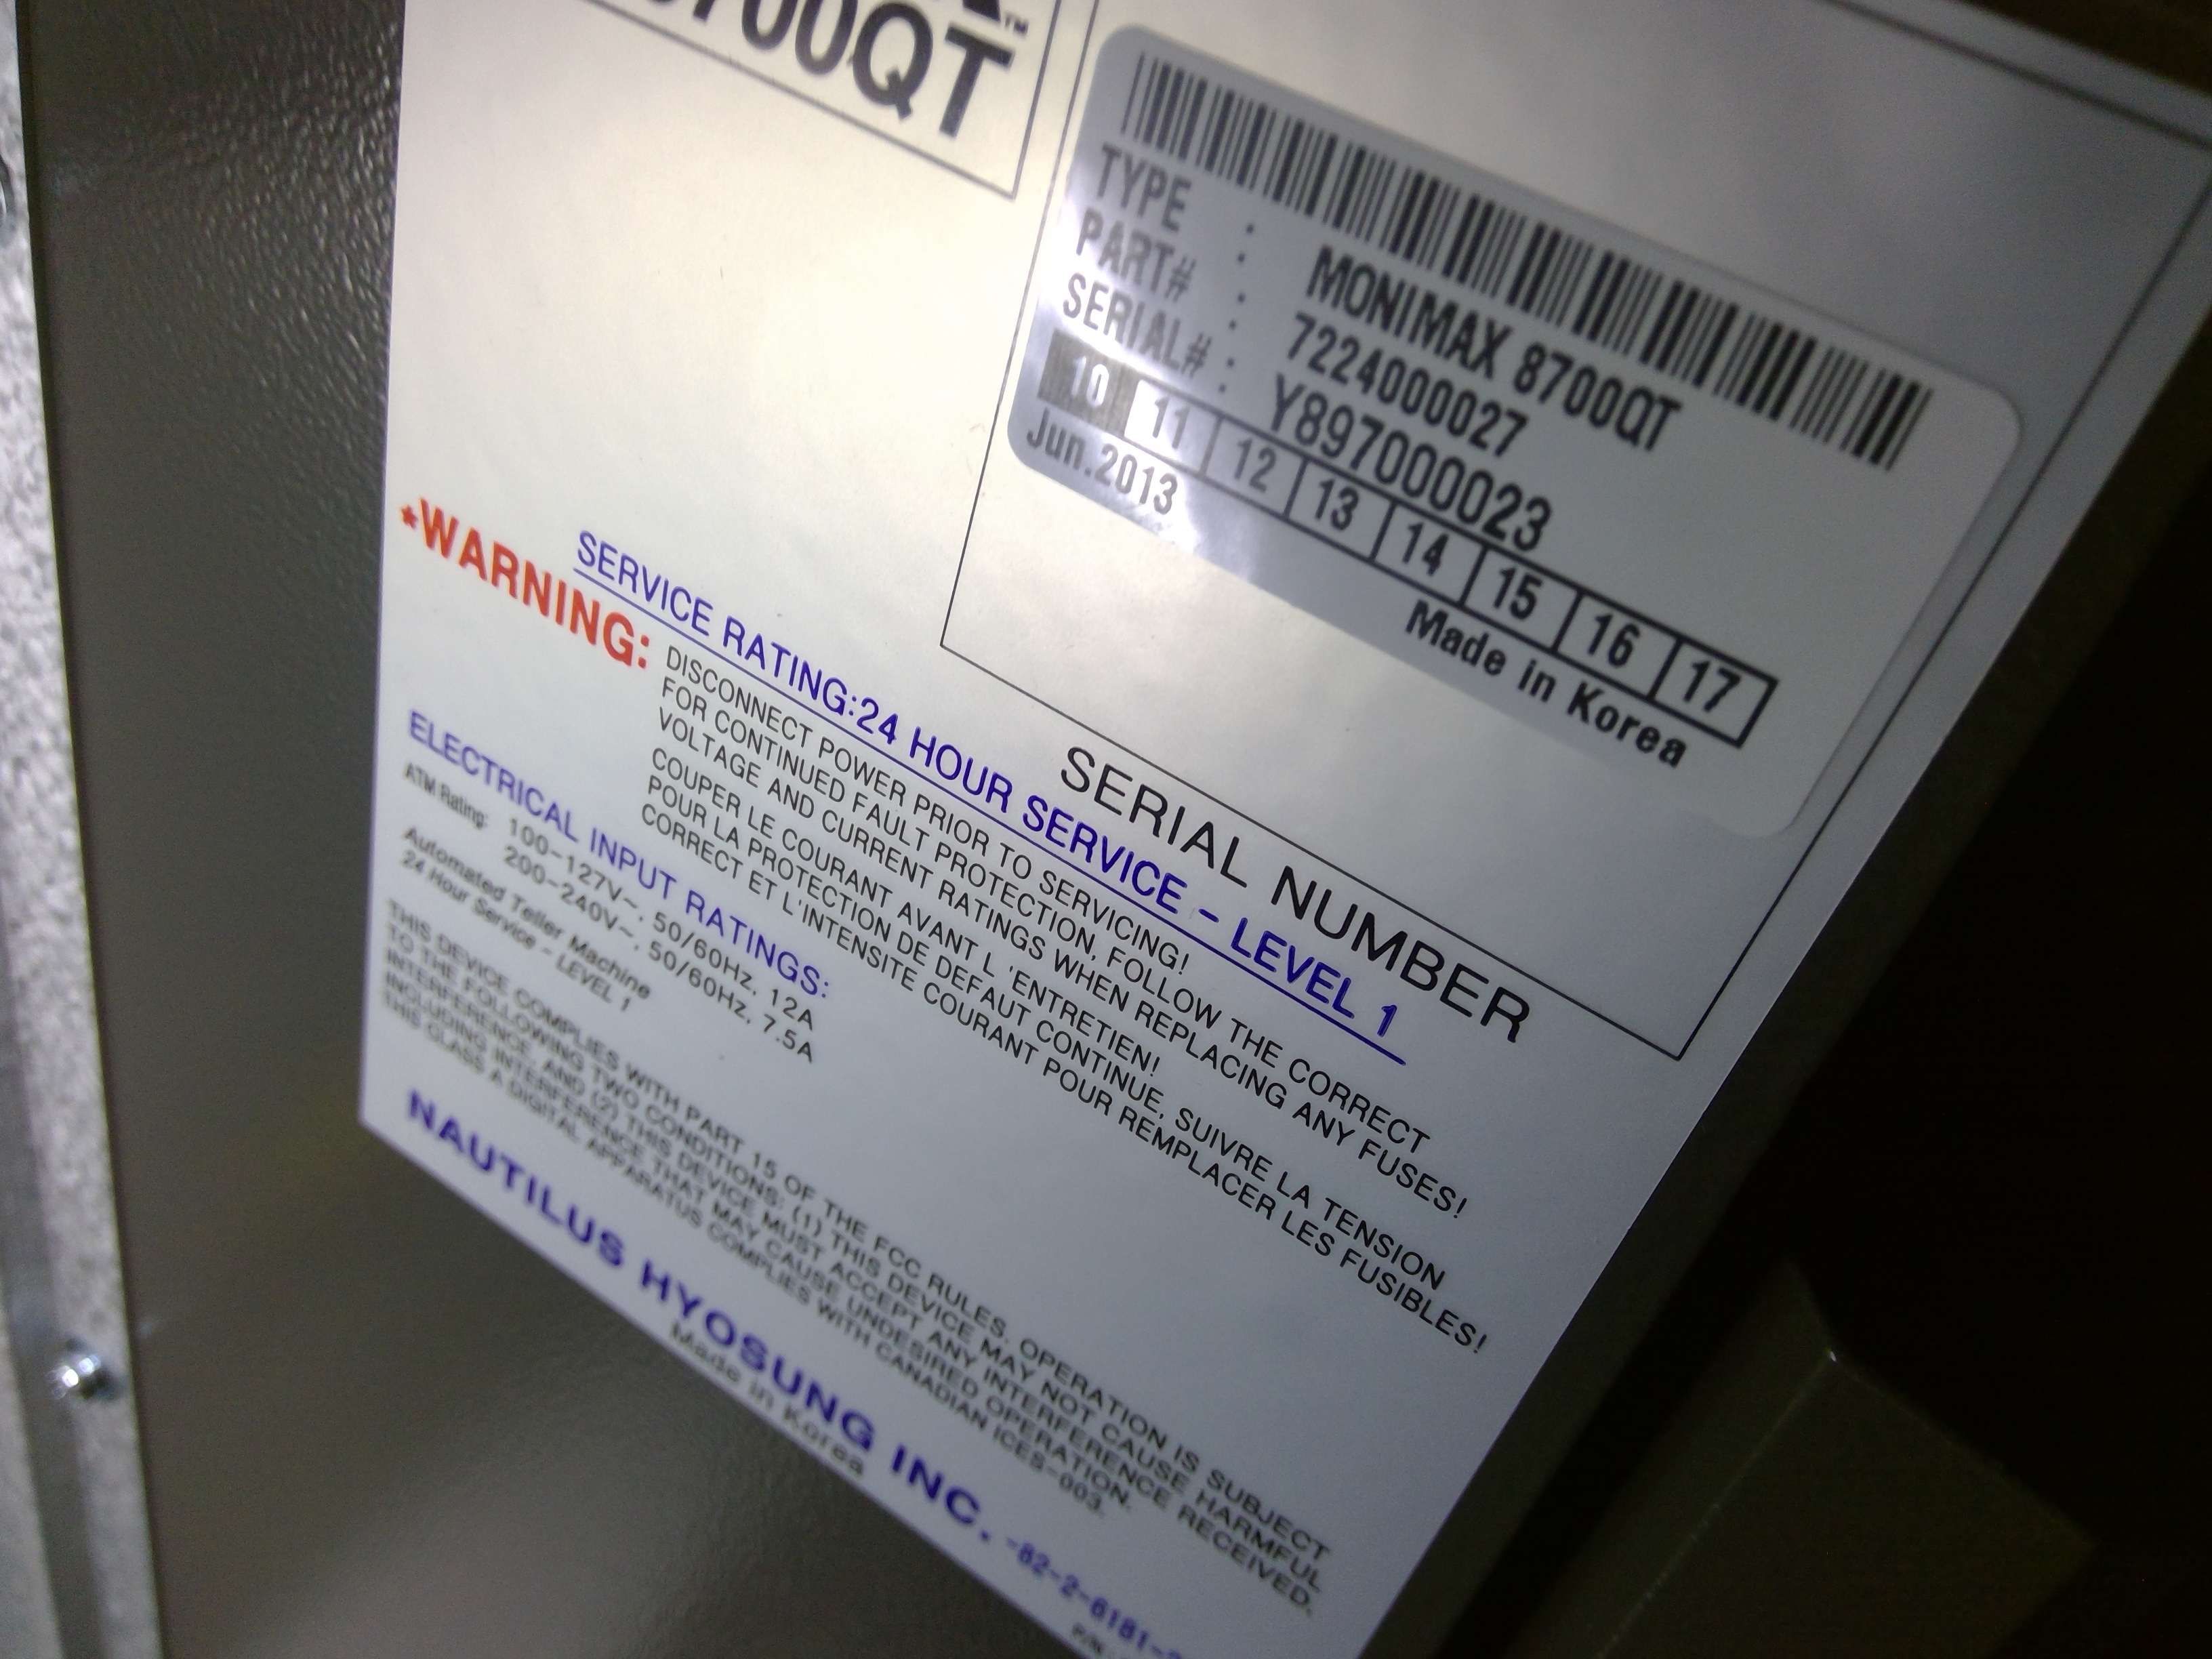 8700QT
TM
TYPE : MONIMAX 8700QT
PART# : 7224000027
SERIAL# : Y897000023
10 11 12 13 14 15 16 17
Jun.2013
Made in Korea
SERIAL NUMBER
SERVICE RATING:24 HOUR SERVICE - LEVEL 1
*WARNING:
DISCONNECT POWER PRIOR TO SERVICING!
FOR CONTINUED FAULT PROTECTION, FOLLOW THE CORRECT
VOLTAGE AND CURRENT RATINGS WHEN REPLACING ANY FUSES!
COUPER LE COURANT AVANT L 'ENTRETIEN!
POUR LA PROTECTION DE DEFAUT CONTINUE, SUIVRE LA TENSION
CORRECT ET L'INTENSITE COURANT POUR REMPLACER LES FUSIBLES!
ELECTRICAL INPUT RATINGS:
ATM Rating: 100-127V~, 50/60Hz, 12A
200-240V~, 50/60Hz, 7.5A
Automated Teller Machine
24 Hour Service - LEVEL 1
THIS DEVICE COMPLIES WITH PART 15 OF THE FCC RULES. OPERATION IS SUBJECT
TO THE FOLLOWING TWO CONDITIONS: (1) THIS DEVICE MAY NOT CAUSE HARMFUL
INTERFERENCE, AND (2) THIS DEVICE MUST ACCEPT ANY INTERFERENCE RECEIVED,
INCLUDING INTERFERENCE THAT MAY CAUSE UNDESIRED OPERATION.
THIS CLASS A DIGITAL APPARATUS COMPLIES WITH CANADIAN ICES-003.
NAUTILUS HYOSUNG INC. -82-2-6181-
Made in Korea
P/N